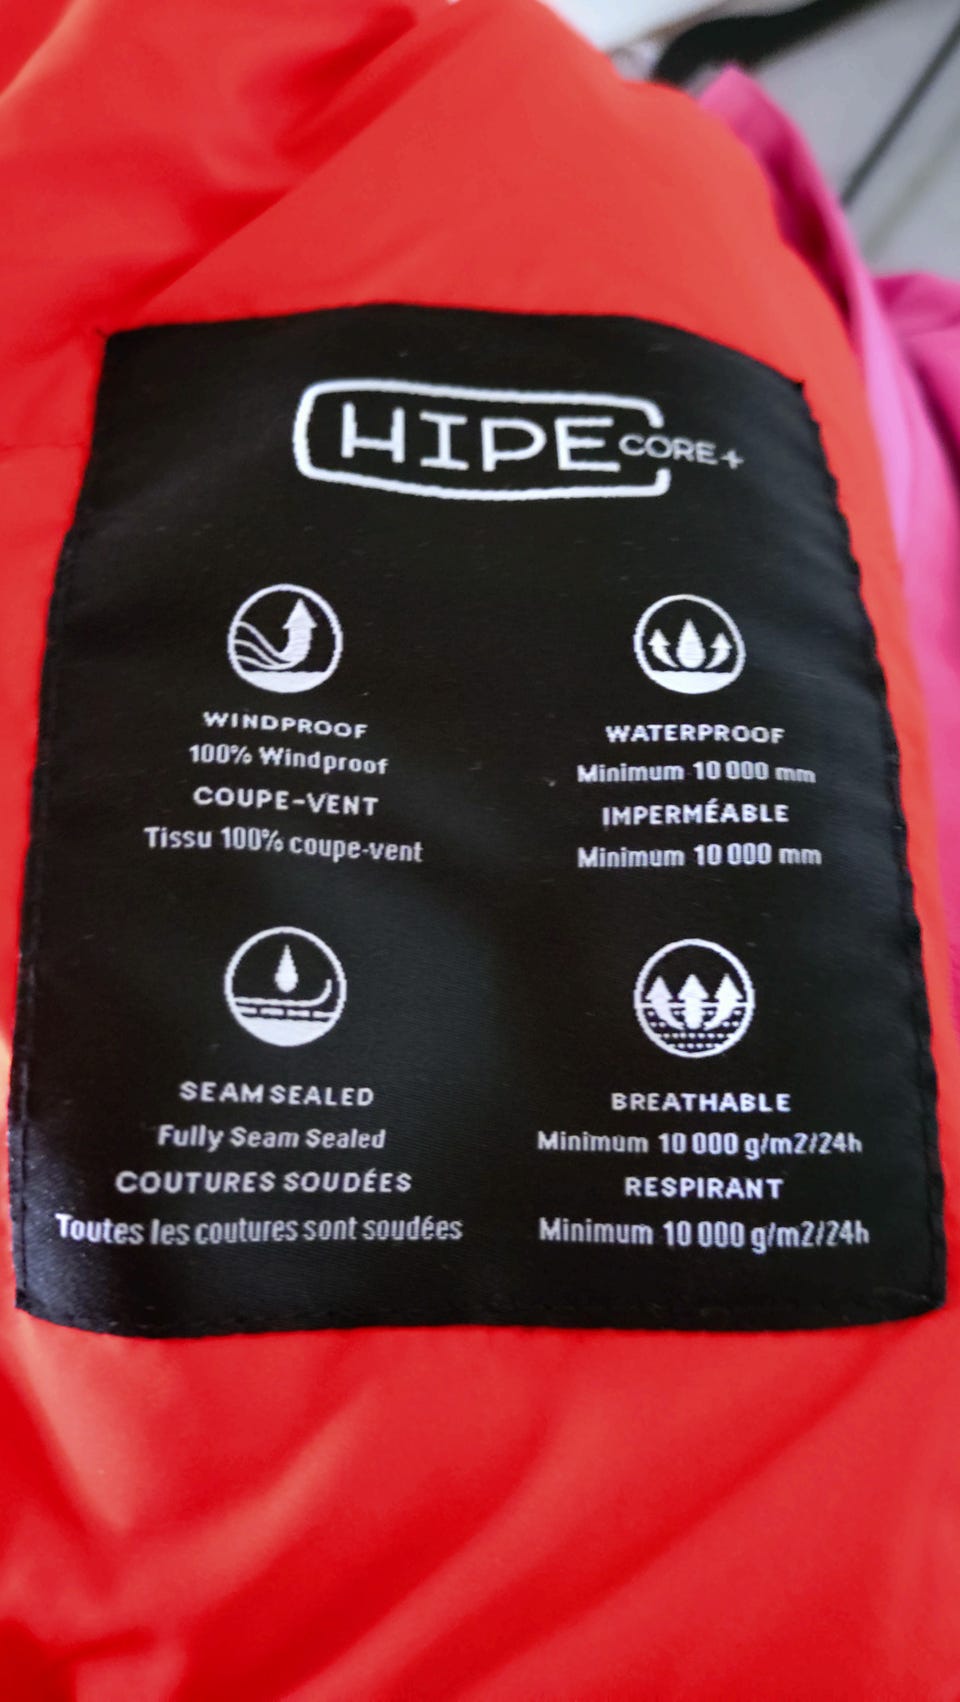 HIPE CORE+
WINDPROOF
100% Windproof
COUPE-VENT
Tissu 100% coupe-vent
WATERPROOF
Minimum 10 000 mm
IMPERMÉABLE
Minimum 10 000 mm
SEAM SEALED
Fully Seam Sealed
COUTURES SOUDÉES
Toutes les coutures sont soudées
BREATHABLE
Minimum 10 000 g/m2/24h
RESPIRANT
Minimum 10 000 g/m2/24h